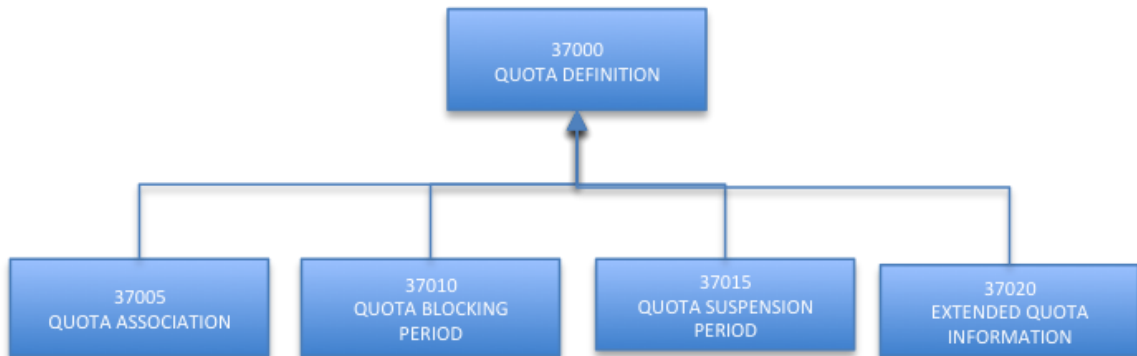 37000
QUOTA DEFINITION
37005
QUOTA ASSOCIATION
37010
QUOTA BLOCKING
PERIOD
37015
QUOTA SUSPENSION
PERIOD
37020
EXTENDED QUOTA
INFORMATION